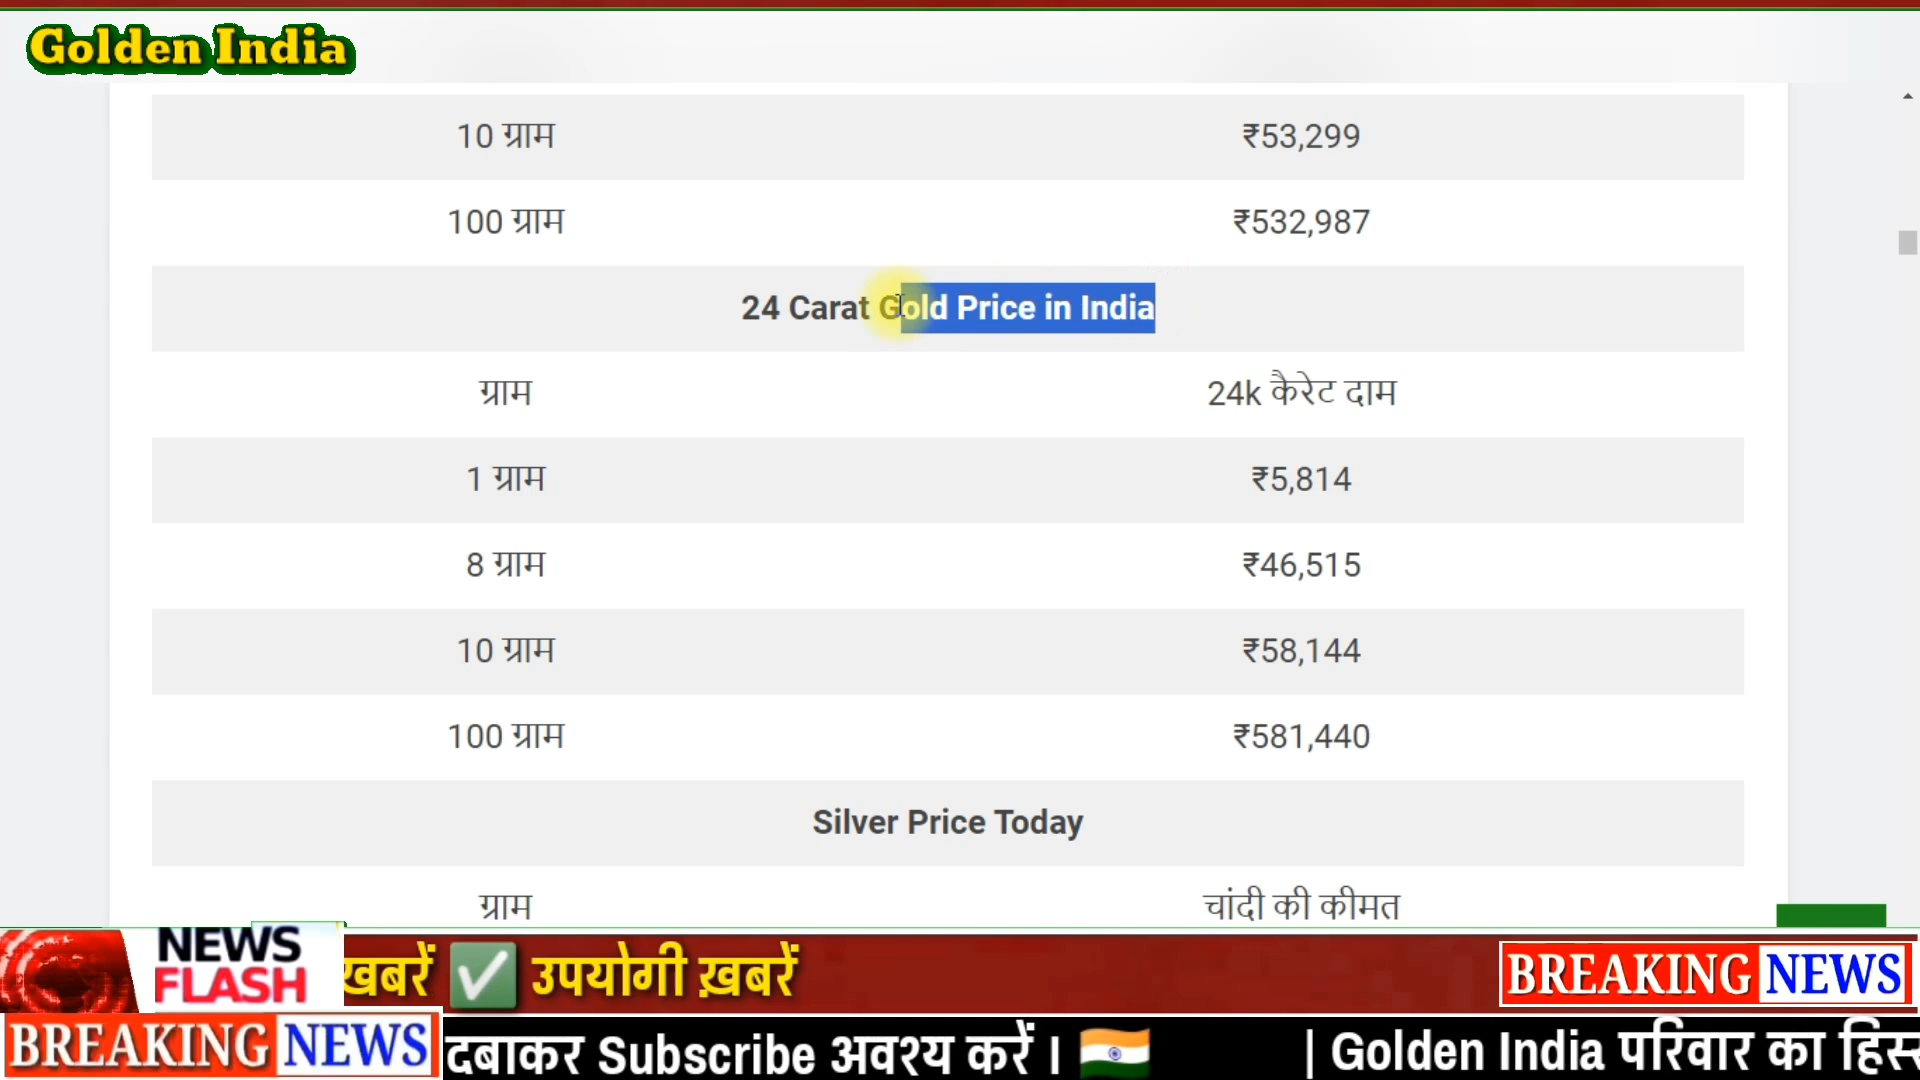 Golden India
10 ग्राम ₹53,299
100 ग्राम ₹532,987
24 Carat Gold Price in India
ग्राम 24k कैरेट दाम
1 ग्राम ₹5,814
8 ग्राम ₹46,515
10 ग्राम ₹58,144
100 ग्राम ₹581,440
Silver Price Today
ग्राम चांदी की कीमत
NEWS
FLASH
खबरें ✅ उपयोगी ख़बरें
BREAKING NEWS
BREAKING NEWS
दबाकर Subscribe अवश्य करें । 🇮🇳 | Golden India परिवार का